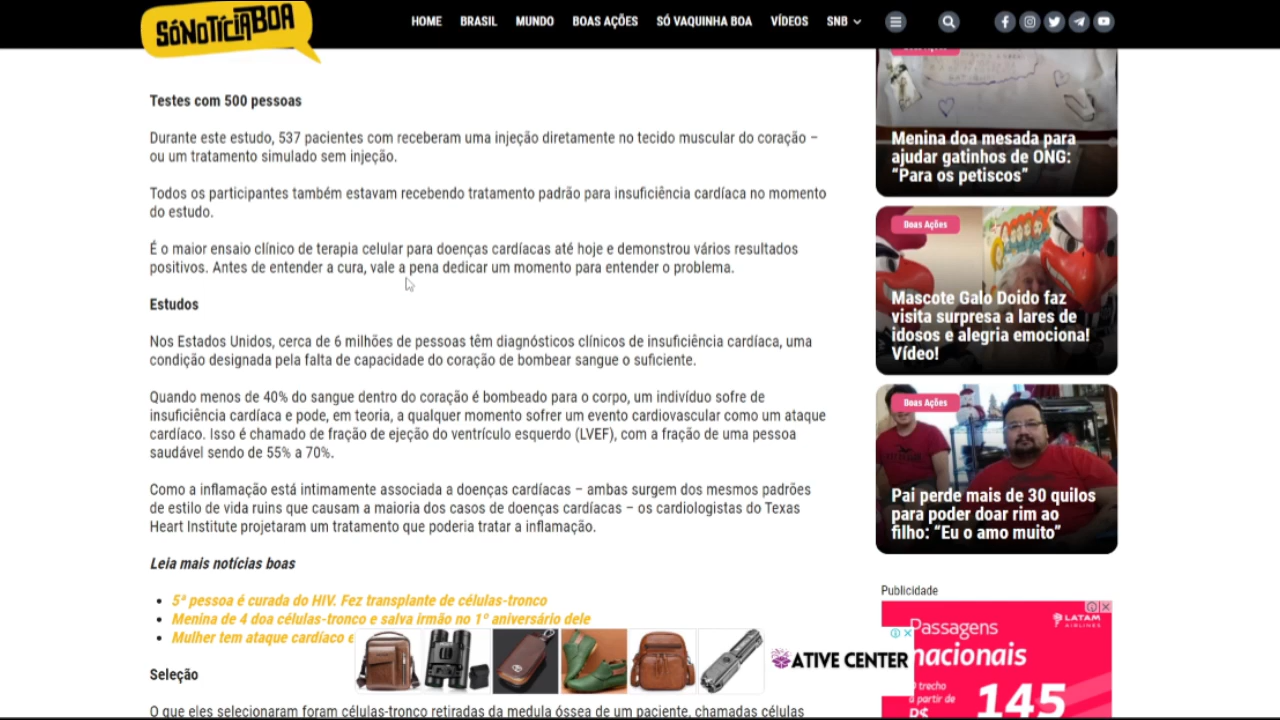 SÓNOTÍCIABOA
HOME BRASIL MUNDO BOAS AÇÕES SÓ VAQUINHA BOA VÍDEOS SNB
Testes com 500 pessoas
Durante este estudo, 537 pacientes com receberam uma injeção diretamente no tecido muscular do coração –
ou um tratamento simulado sem injeção.
Todos os participantes também estavam recebendo tratamento padrão para insuficiência cardíaca no momento
do estudo.
É o maior ensaio clínico de terapia celular para doenças cardíacas até hoje e demonstrou vários resultados
positivos. Antes de entender a cura, vale a pena dedicar um momento para entender o problema.
Estudos
Nos Estados Unidos, cerca de 6 milhões de pessoas têm diagnósticos clínicos de insuficiência cardíaca, uma
condição designada pela falta de capacidade do coração de bombear sangue o suficiente.
Quando menos de 40% do sangue dentro do coração é bombeado para o corpo, um indivíduo sofre de
insuficiência cardíaca e pode, em teoria, a qualquer momento sofrer um evento cardiovascular como um ataque
cardíaco. Isso é chamado de fração de ejeção do ventrículo esquerdo (LVEF), com a fração de uma pessoa
saudável sendo de 55% a 70%.
Como a inflamação está intimamente associada a doenças cardíacas – ambas surgem dos mesmos padrões
de estilo de vida ruins que causam a maioria dos casos de doenças cardíacas – os cardiologistas do Texas
Heart Institute projetaram um tratamento que poderia tratar a inflamação.
Leia mais notícias boas
• 5ª pessoa é curada do HIV. Fez transplante de células-tronco
• Menina de 4 doa células-tronco e salva irmão no 1º aniversário dele
• Mulher tem ataque cardíaco e
Seleção
O que eles selecionaram foram células-tronco retiradas da medula óssea de um paciente, chamadas células
Menina doa mesada para
ajudar gatinhos de ONG:
“Para os petiscos”
Boas Ações
Mascote Galo Doido faz
visita surpresa a lares de
idosos e alegria emociona!
Vídeo!
Boas Ações
Pai perde mais de 30 quilos
para poder doar rim ao
filho: “Eu o amo muito”
Publicidade
LATAM
AIRLINES
Passagens
nacionais
trecho
a partir de
R$ 145
ATIVE CENTER